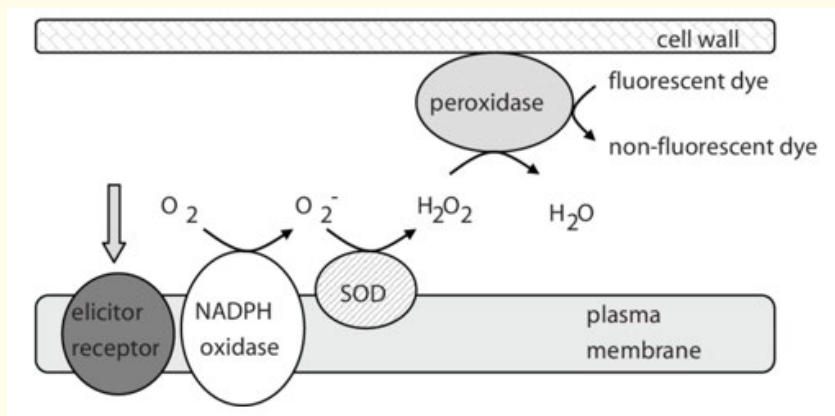 cell wall
peroxidase
fluorescent dye
non-fluorescent dye
O₂
O₂⁻
H₂O₂
H₂O
elicitor
receptor
NADPH
oxidase
SOD
plasma
membrane